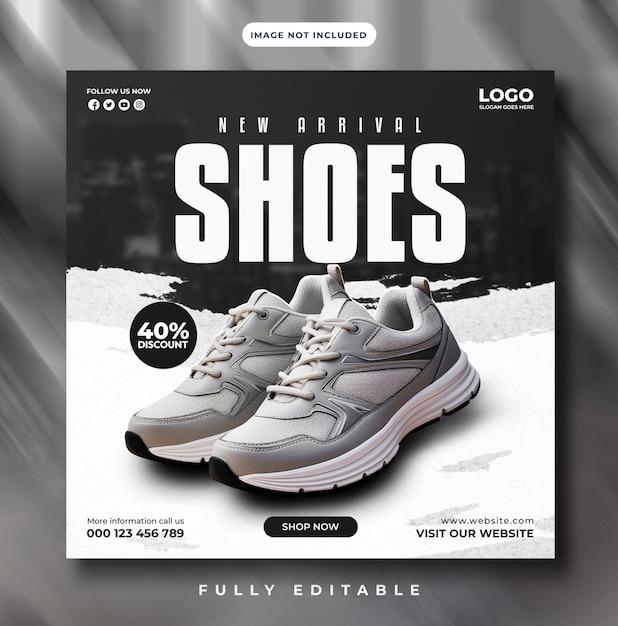 IMAGE NOT INCLUDED
FOLLOW US NOW
LOGO
SLOGAN GOES HERE
NEW ARRIVAL
SHOES
40%
DISCOUNT
More information call us
000 123 456 789
SHOP NOW
www.website.com
VISIT OUR WEBSITE
FULLY EDITABLE